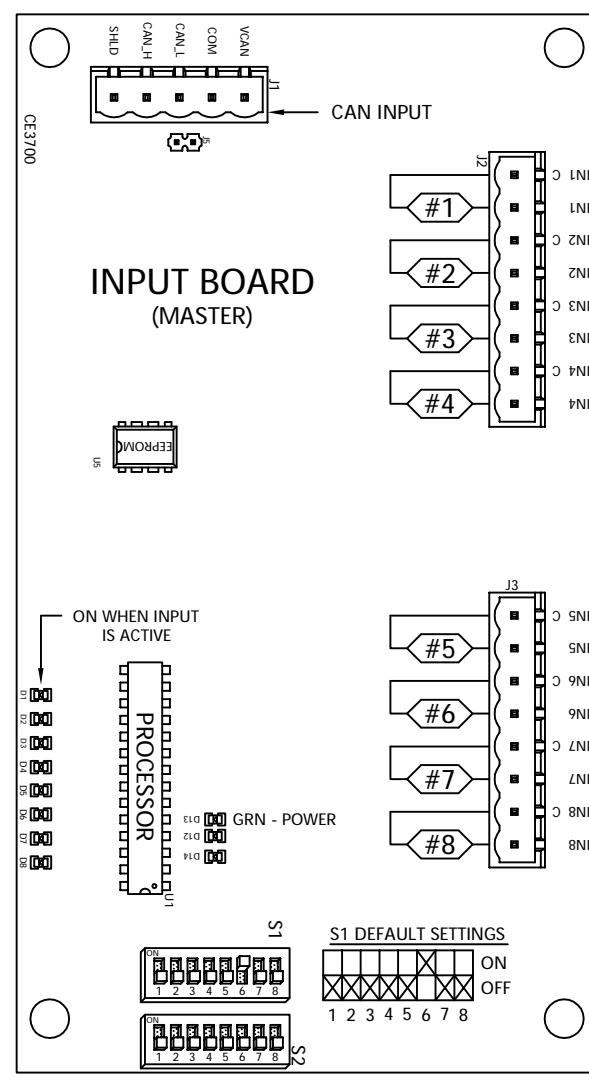 SHLD CAN_H CAN_L COM VCAN
J1
CAN INPUT
J5
CE3700
J2
IN1 C
#1
IN1
IN2 C
#2
IN2
IN3 C
#3
IN3
IN4 C
#4
IN4
INPUT BOARD
(MASTER)
EEPROM
U5
J3
IN5 C
#5
IN5
IN6 C
#6
IN6
IN7 C
#7
IN7
IN8 C
#8
IN8
ON WHEN INPUT
IS ACTIVE
D1
D2
D3
D4
D5
D6
D7
D8
PROCESSOR
U1
D13 GRN - POWER
D12
D14
S1
ON
1 2 3 4 5 6 7 8
S1 DEFAULT SETTINGS
ON
OFF
1 2 3 4 5 6 7 8
ON
1 2 3 4 5 6 7 8
S2